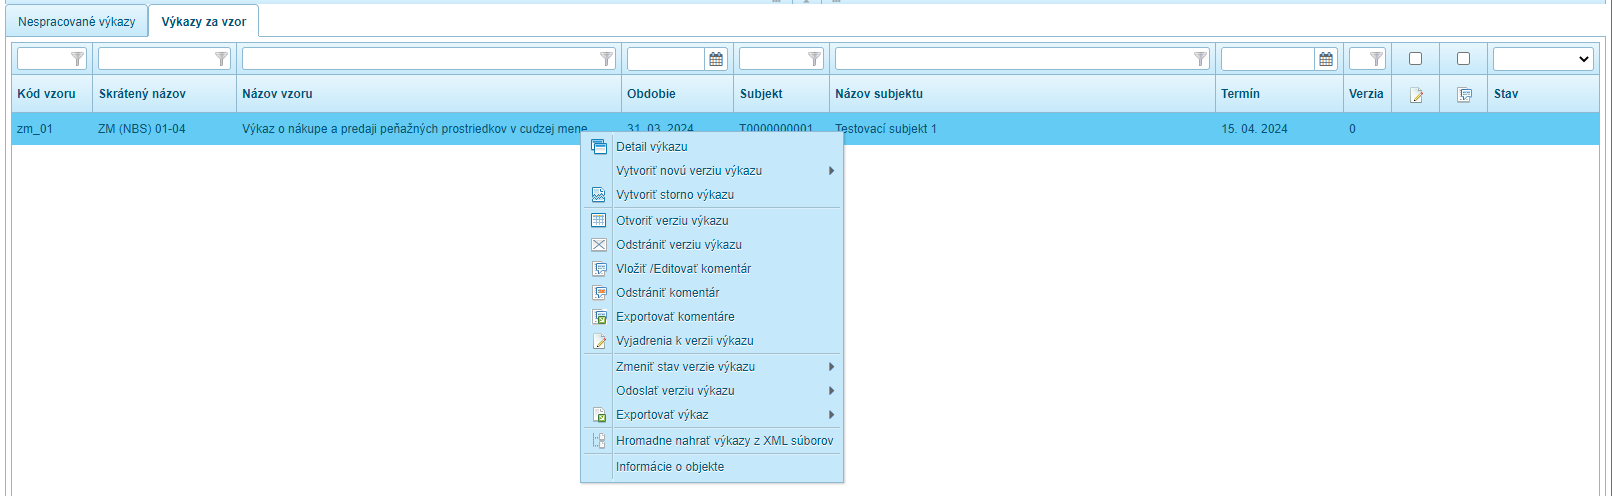 Nespracované výkazy Výkazy za vzor
Kód vzoru Skrátený názov Názov vzoru Obdobie Subjekt Názov subjektu Termín Verzia Stav
zm_01 ZM (NBS) 01-04 Výkaz o nákupe a predaji peňažných prostriedkov v cudzej mene 31. 03. 2024 T0000000001 Testovací subjekt 1 15. 04. 2024 0
Detail výkazu
Vytvoriť novú verziu výkazu
Vytvoriť storno výkazu
Otvoriť verziu výkazu
Odstrániť verziu výkazu
Vložiť /Editovať komentár
Odstrániť komentár
Exportovať komentáre
Vyjadrenia k verzii výkazu
Zmeniť stav verzie výkazu
Odoslať verziu výkazu
Exportovať výkaz
Hromadne nahrať výkazy z XML súborov
Informácie o objekte